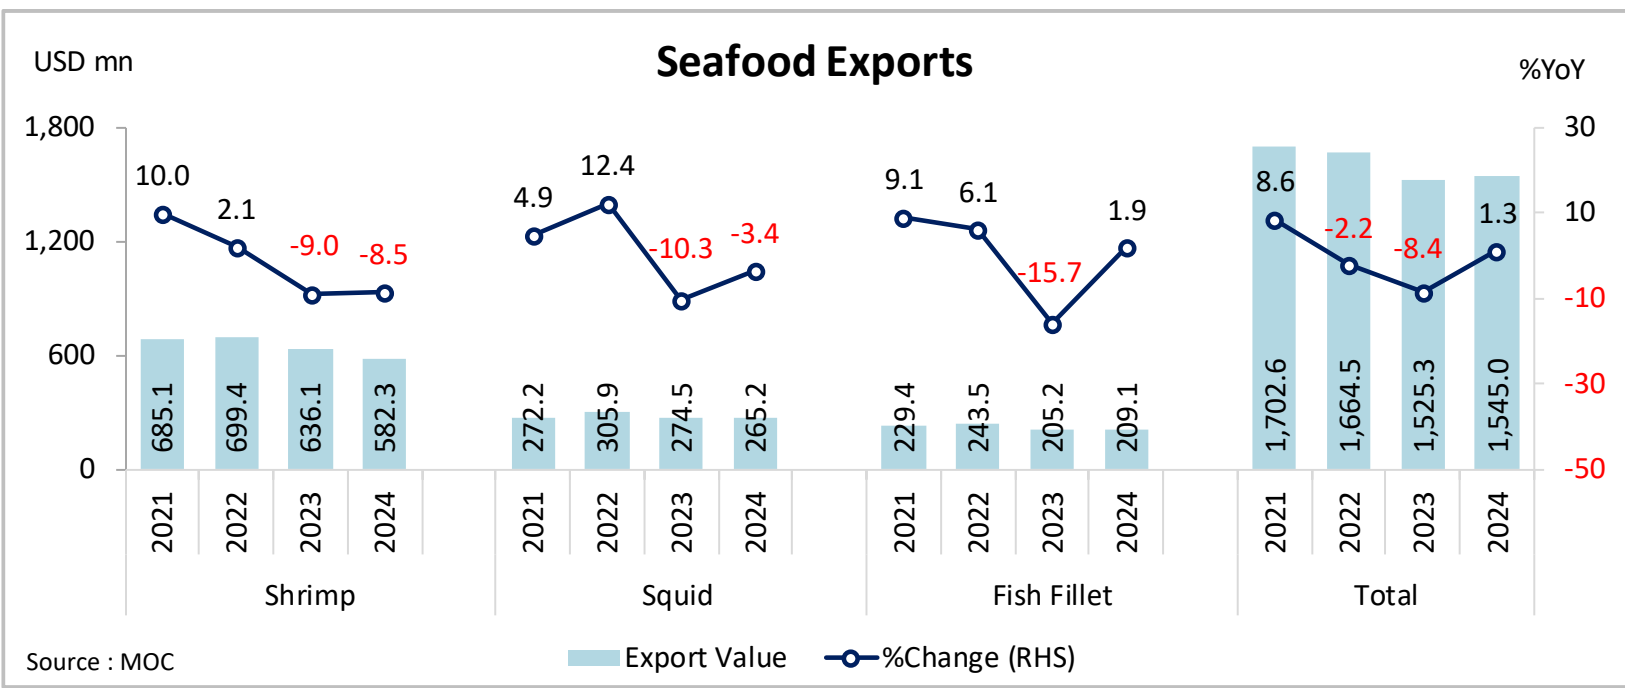 Seafood Exports
USD mn
%YoY
1,800
1,200
600
0
30
10
-10
-30
-50
10.0 2.1 -9.0 -8.5
4.9 12.4 -10.3 -3.4
9.1 6.1 -15.7 1.9
8.6 -2.2 -8.4 1.3
685.1 699.4 636.1 582.3
272.2 305.9 274.5 265.2
229.4 243.5 205.2 209.1
1,702.6 1,664.5 1,525.3 1,545.0
2021 2022 2023 2024 2021 2022 2023 2024 2021 2022 2023 2024 2021 2022 2023 2024
Shrimp Squid Fish Fillet Total
Source : MOC
Export Value %Change (RHS)